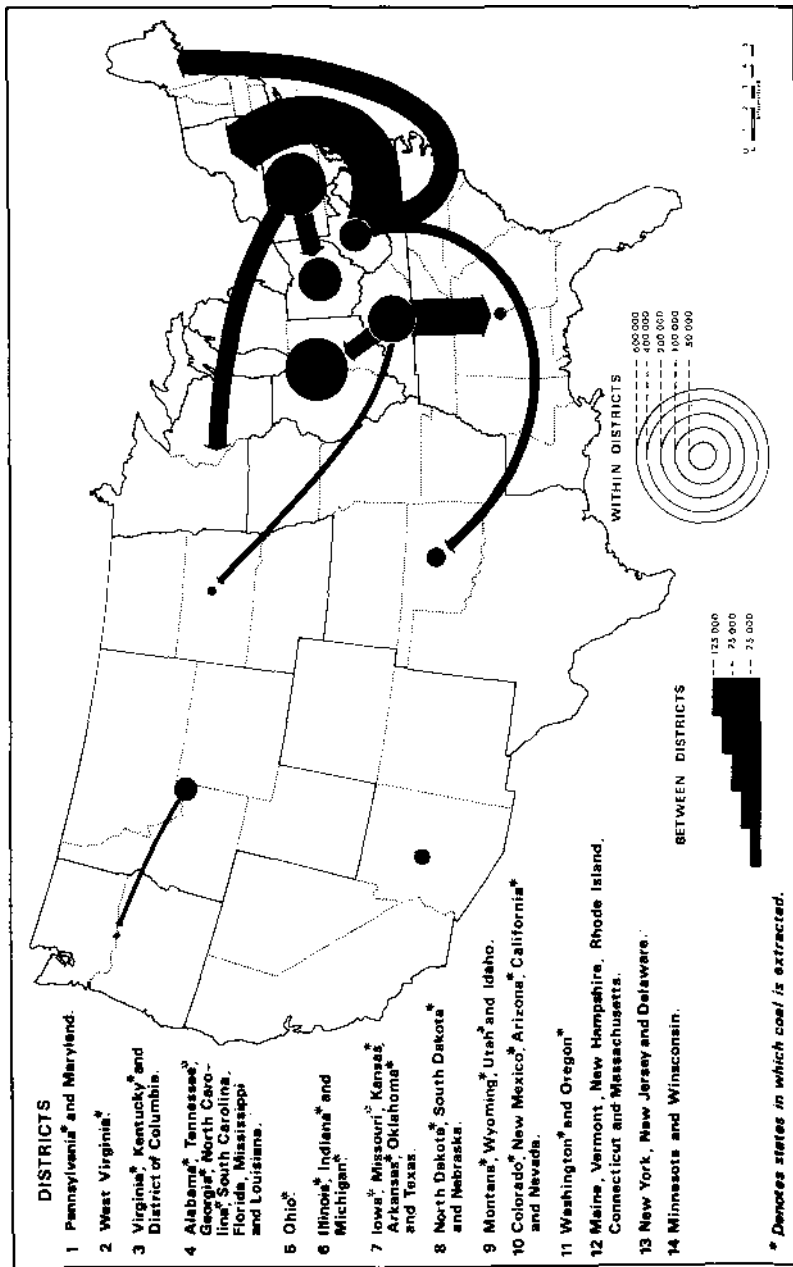 DISTRICTS
1 Pennsylvania* and Maryland.
2 West Virginia*.
3 Virginia*, Kentucky* and
District of Columbia.
4 Alabama*, Tennessee*,
Georgia*, North Caro-
lina*, South Carolina,
Florida, Mississippi
and Louisiana.
5 Ohio*.
6 Illinois*, Indiana* and
Michigan*.
7 Iowa*, Missouri*, Kansas*,
Arkansas*, Oklahoma*
and Texas.
8 North Dakota*, South Dakota*
and Nebraska.
9 Montana*, Wyoming*, Utah* and Idaho.
10 Colorado*, New Mexico*, Arizona*, California*
and Nevada.
11 Washington* and Oregon*
12 Maine, Vermont, New Hampshire, Rhode Island,
Connecticut and Massachusetts.
13 New York, New Jersey and Delaware.
14 Minnesota and Winsconsin.
* Denotes states in which coal is extracted.
BETWEEN DISTRICTS
125 000
75 000
25 000
WITHIN DISTRICTS
600 000
400 000
200 000
100 000
50 000